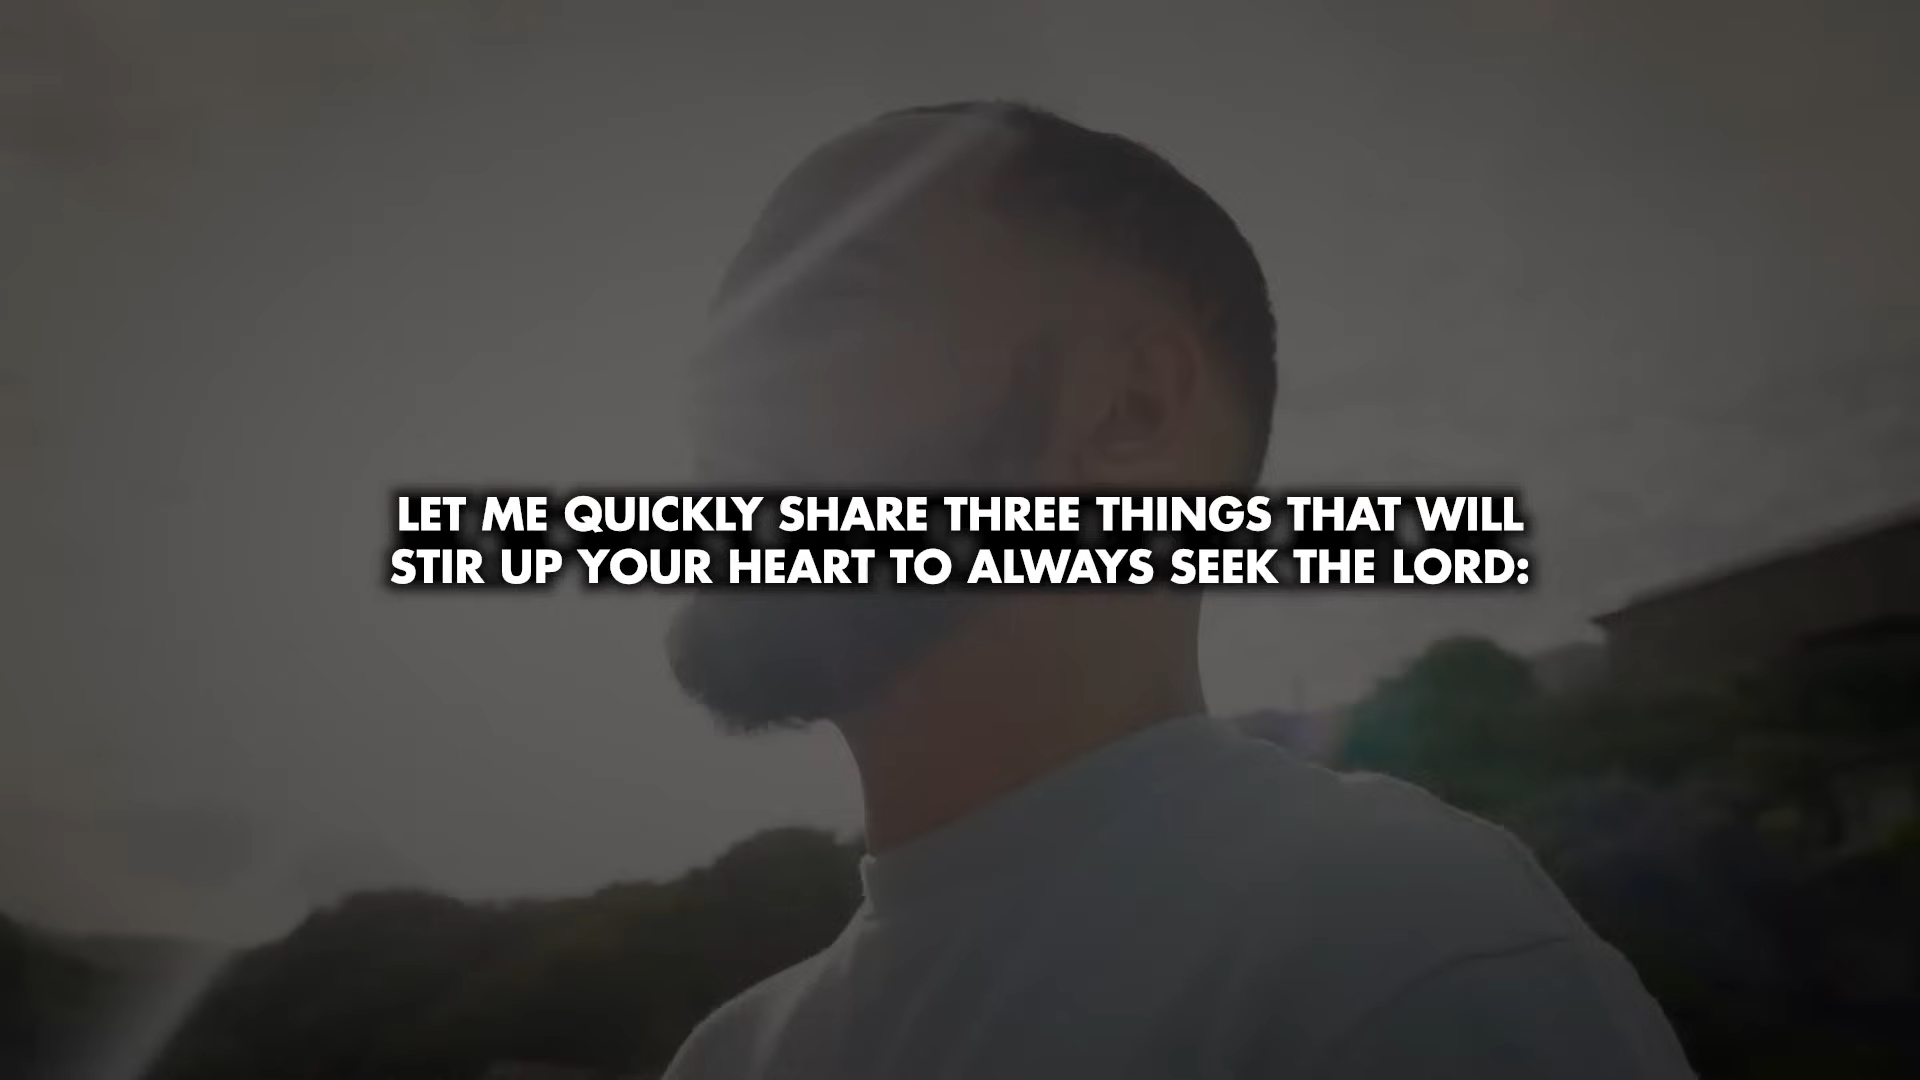 LET ME QUICKLY SHARE THREE THINGS THAT WILL
STIR UP YOUR HEART TO ALWAYS SEEK THE LORD: